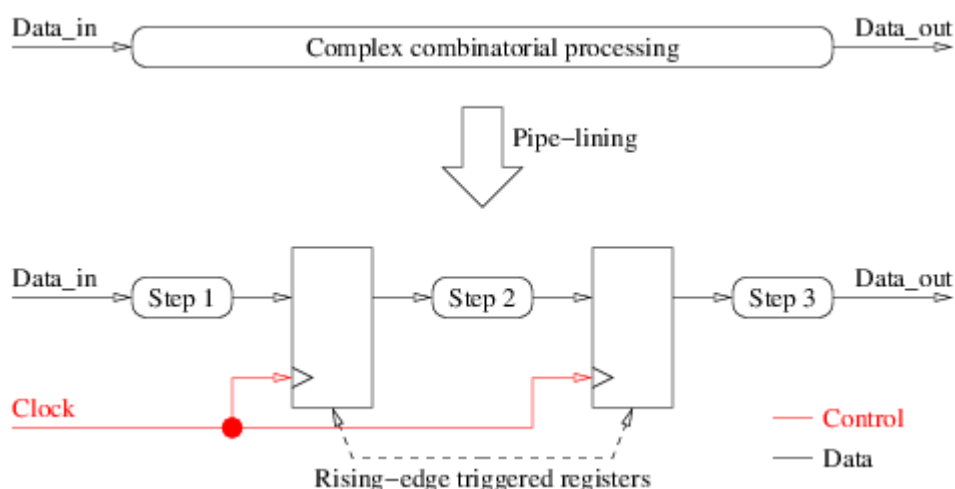 Data_in
Complex combinatorial processing
Data_out
Pipe-lining
Data_in
Step 1
Step 2
Step 3
Data_out
Clock
Control
Data
Rising-edge triggered registers